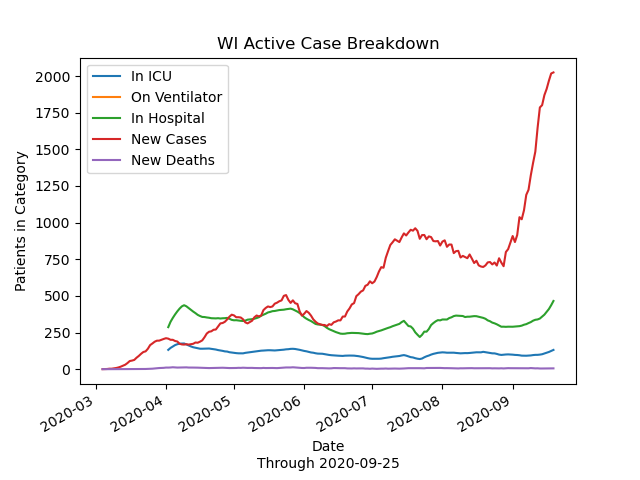 WI Active Case Breakdown
In ICU
On Ventilator
In Hospital
New Cases
New Deaths
Patients in Category
2000
1750
1500
1250
1000
750
500
250
0
2020-03
2020-04
2020-05
2020-06
2020-07
2020-08
2020-09
Date
Through 2020-09-25